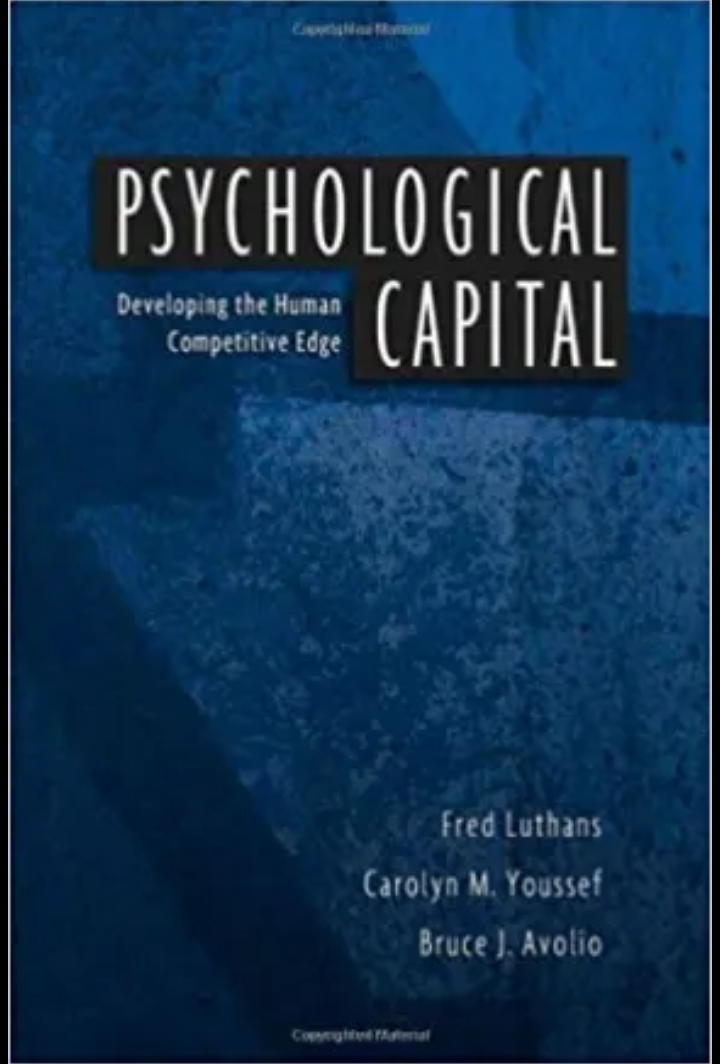 Copyrighted Material
PSYCHOLOGICAL
CAPITAL
Developing the Human
Competitive Edge
Fred Luthans
Carolyn M. Youssef
Bruce J. Avolio
Copyrighted Material